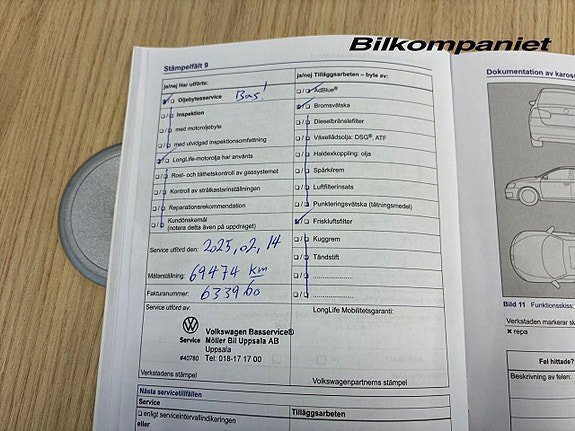 Bilkompaniet
Stämpelfält 9
ja/nej Har utförts:
Oljebytesservice Bas!
Inspektion
med motoroljebyte
med utvidgad inspektionsomfattning
LongLife-motorolja har använts
Rost- och täthetskontroll av gassystemet
Kontroll av strålkastarinställningen
Reparationsrekommendation
Kundönskemål
(notera detta även på uppdraget)
Service utförd den: 2025,02,14
Mätarställning: 69474 km
Fakturanummer: 633960
Service utförd av:
Volkswagen Basservice®
Service Möller Bil Uppsala AB
Uppsala
#40780 Tel: 018-17 17 00
Verkstadens stämpel
ja/nej Tilläggsarbeten – byte av:
AdBlue®
Bromsvätska
Dieselbränslefilter
Växellådsolja: DSG®, ATF
Haldexkoppling: olja
Spårkirem
Luftfilterinsats
Punkteringsvätska (tätningsmedel)
Friskluftsfilter
Kuggrem
Tändstift
LongLife Mobilitetsgaranti:
Volkswagenpartnerns stämpel
Nästa servicetillfällen
Service
Tilläggsarbeten:
enligt serviceintervallindikeringen
eller
Dokumentation av kaross
Bild 11 Funktionsskiss:
Verkstaden markerar sk
repa
Fel hittade?
Beskrivning av felen: